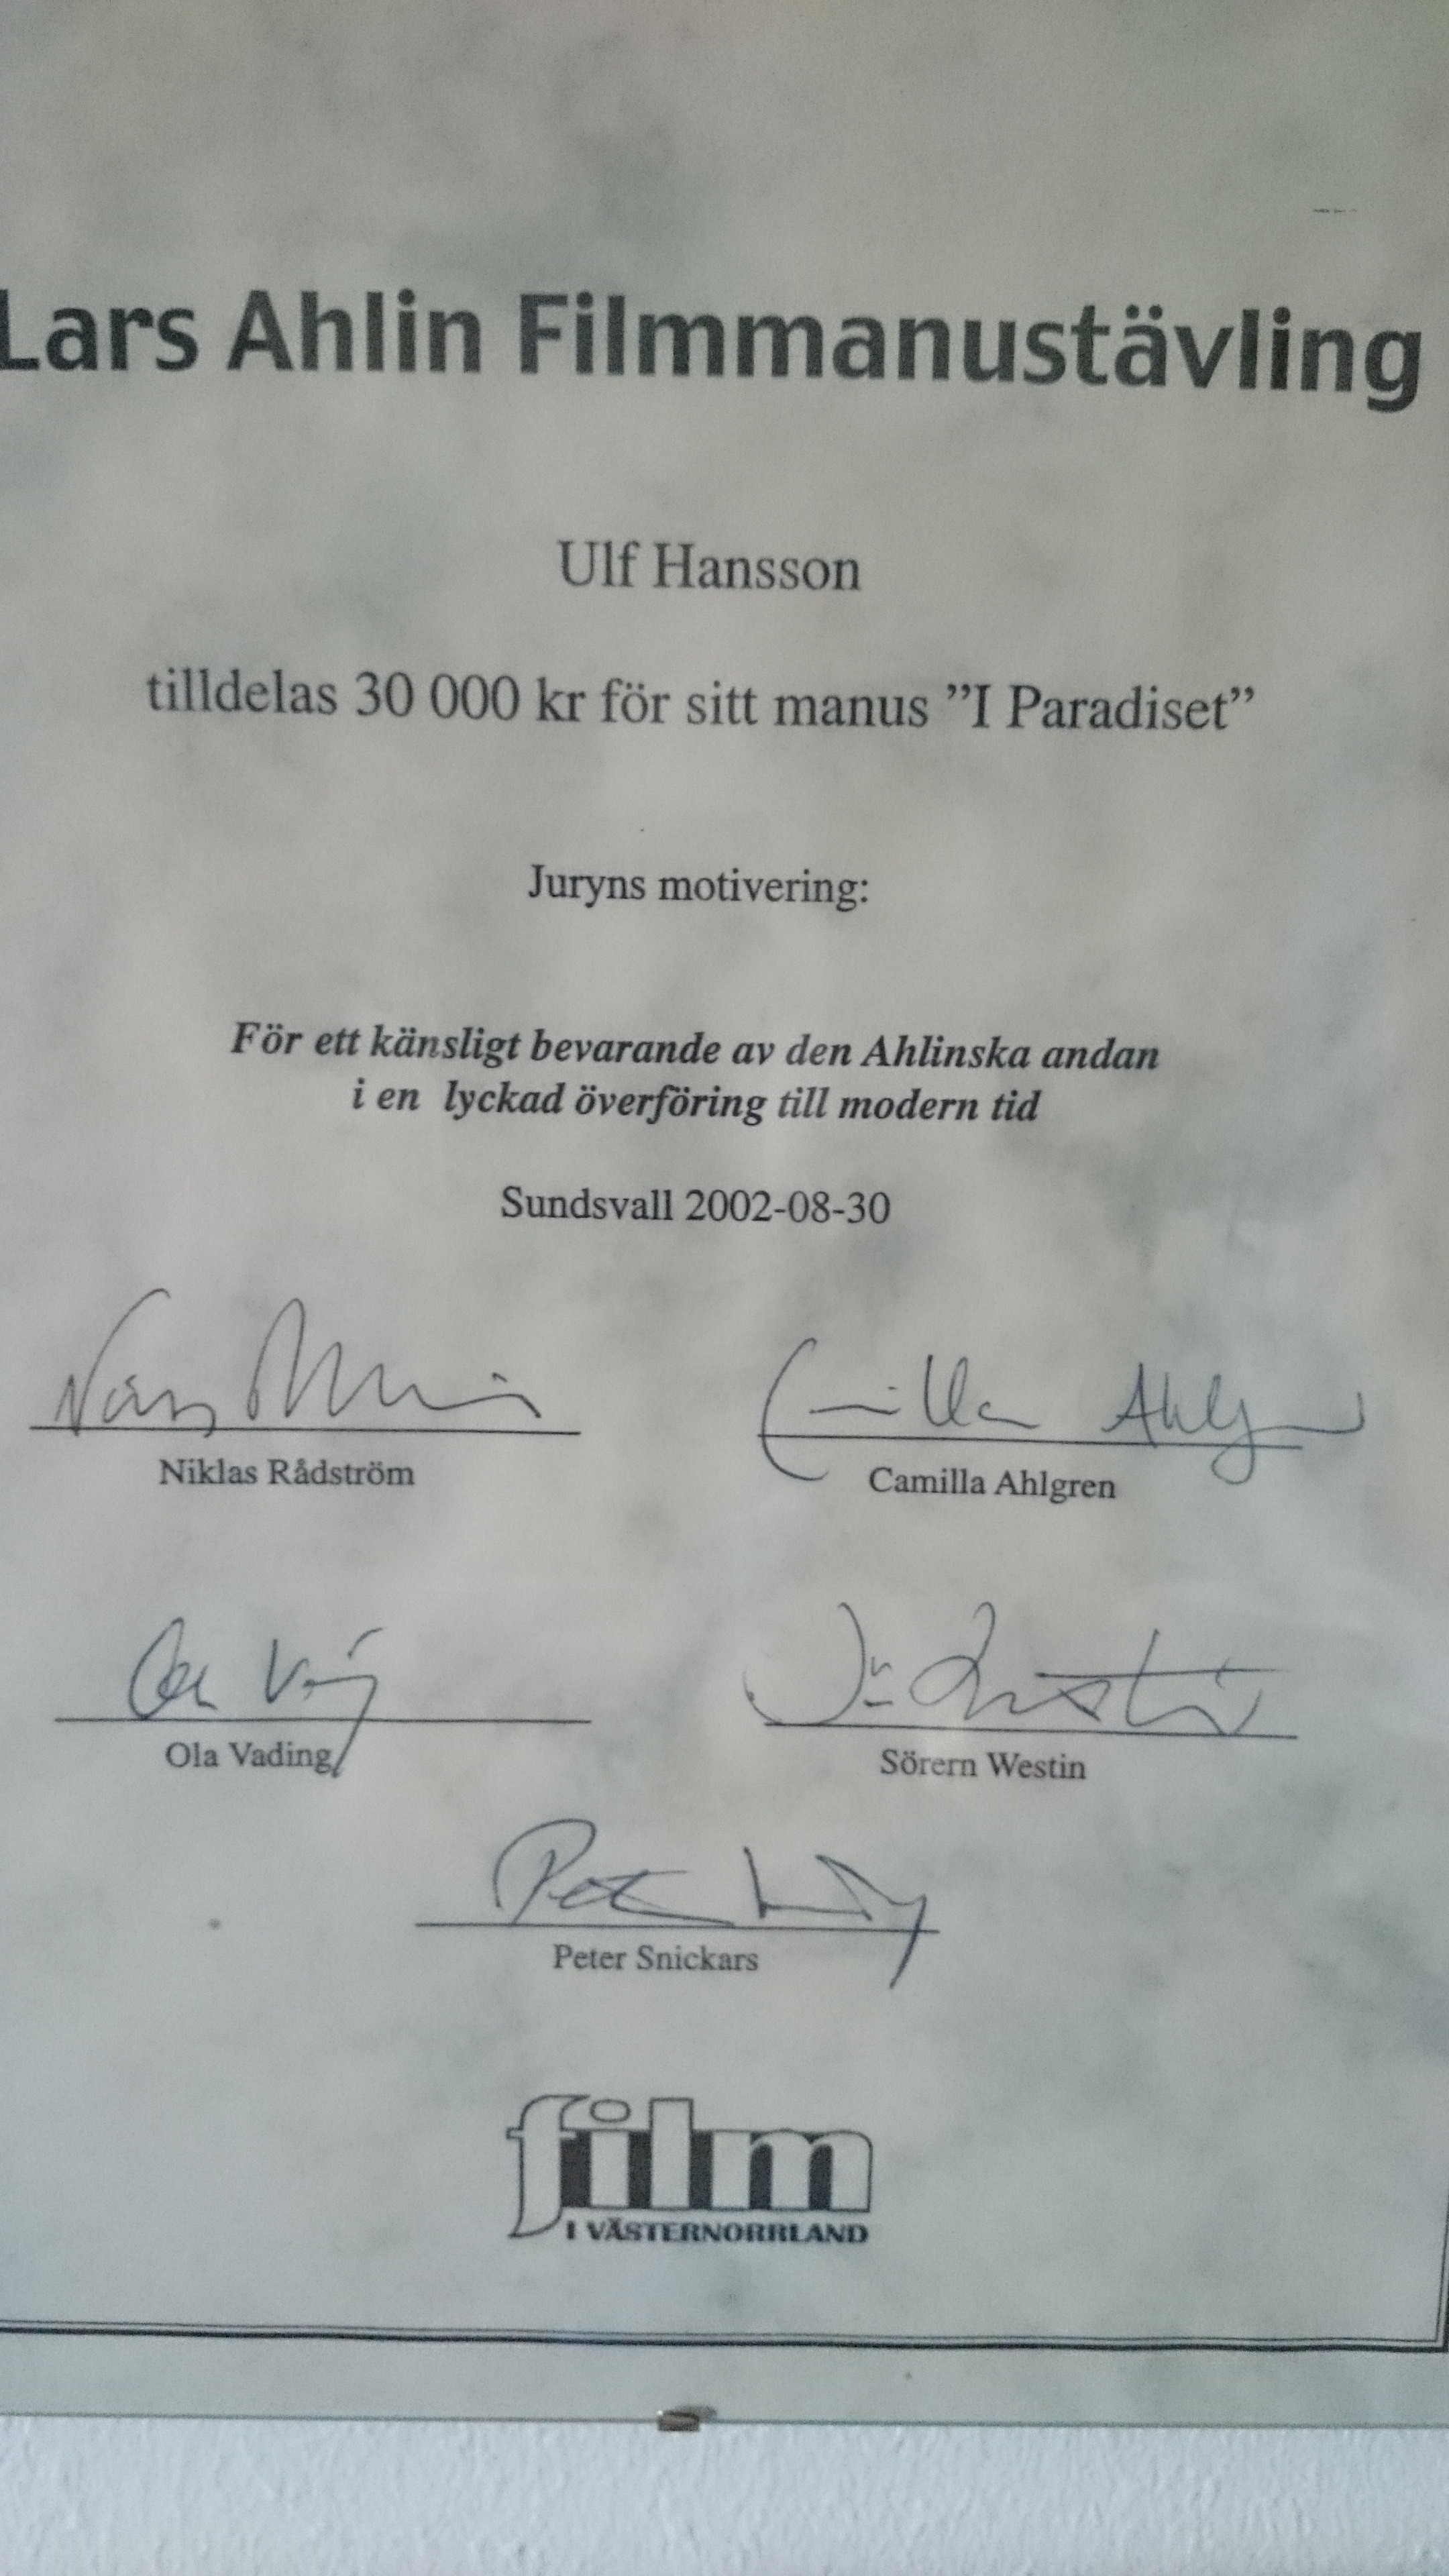 Lars Ahlin Filmmanustävling
Ulf Hansson
tilldelas 30 000 kr för sitt manus ”I Paradiset”
Juryns motivering:
För ett känsligt bevarande av den Ahlinska andan
i en lyckad överföring till modern tid
Sundsvall 2002-08-30
Camilla Ahlgren
Niklas Rådström
Camilla Ahlgren
Ola Vading
Sörern Westin
Peter Snickars
film
I VÄSTERNORRLAND